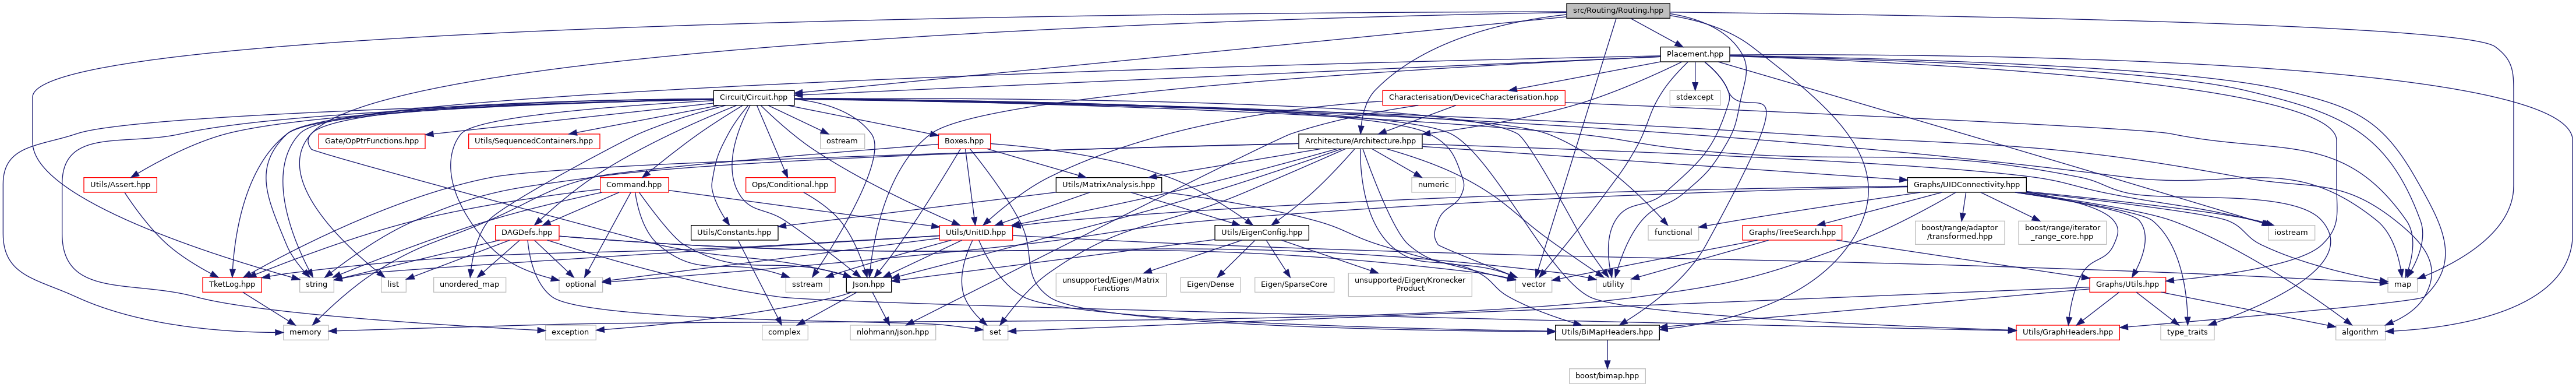 src/Routing/Routing.hpp
Placement.hpp
Circuit/Circuit.hpp
Characterisation/DeviceCharacterisation.hpp
stdexcept
Gate/OpPtrFunctions.hpp
Utils/SequencedContainers.hpp
ostream
Boxes.hpp
Architecture/Architecture.hpp
Utils/Assert.hpp
Command.hpp
Ops/Conditional.hpp
Utils/MatrixAnalysis.hpp
numeric
Graphs/UIDConnectivity.hpp
DAGDefs.hpp
Utils/Constants.hpp
Utils/UnitID.hpp
Utils/EigenConfig.hpp
functional
Graphs/TreeSearch.hpp
boost/range/adaptor
/transformed.hpp
boost/range/iterator
_range_core.hpp
iostream
TketLog.hpp
string
list
unordered_map
optional
sstream
Json.hpp
unsupported/Eigen/Matrix
Functions
Eigen/Dense
Eigen/SparseCore
unsupported/Eigen/Kronecker
Product
vector
utility
Graphs/Utils.hpp
map
memory
exception
complex
nlohmann/json.hpp
set
Utils/BiMapHeaders.hpp
Utils/GraphHeaders.hpp
type_traits
algorithm
boost/bimap.hpp